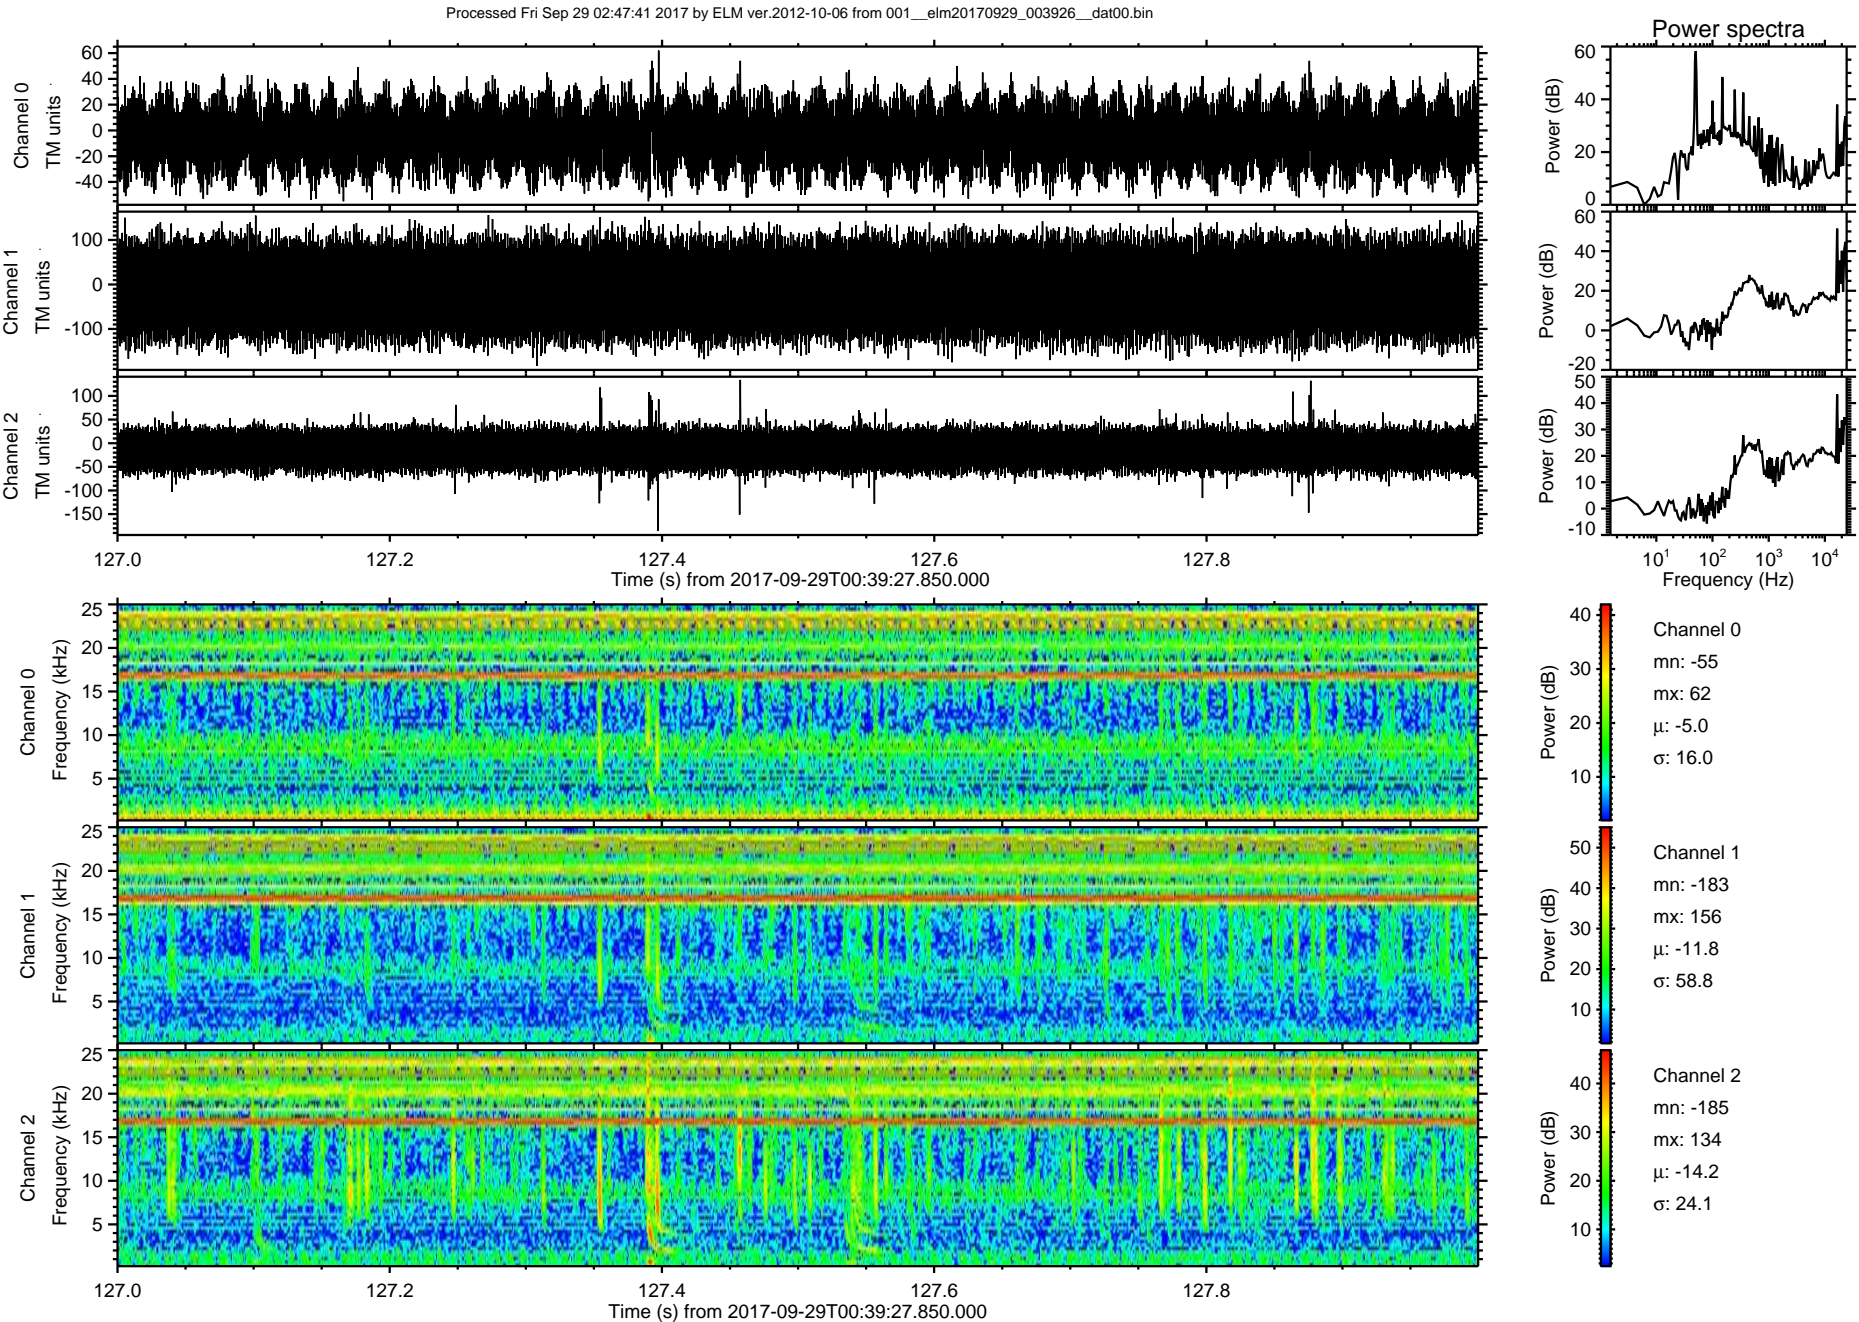 Processed Fri Sep 29 02:47:41 2017 by ELM ver.2012-10-06 from 001__elm20170929_003926__dat00.bin
Power spectra
Channel 0
TM units
60
40
20
0
-20
-40
Power (dB)
60
40
20
0
Channel 1
TM units
100
0
-100
Power (dB)
60
40
20
0
-20
Channel 2
TM units
100
50
0
-50
-100
-150
Power (dB)
50
40
30
20
10
0
-10
127.0 127.2 127.4 127.6 127.8
Time (s) from 2017-09-29T00:39:27.850.000
10¹ 10² 10³ 10⁴
Frequency (Hz)
Channel 0
Frequency (kHz)
25
20
15
10
5
Power (dB)
40
30
20
10
Channel 0
mn: -55
mx: 62
μ: -5.0
σ: 16.0
Channel 1
Frequency (kHz)
25
20
15
10
5
Power (dB)
50
40
30
20
10
Channel 1
mn: -183
mx: 156
μ: -11.8
σ: 58.8
Channel 2
Frequency (kHz)
25
20
15
10
5
Power (dB)
40
30
20
10
Channel 2
mn: -185
mx: 134
μ: -14.2
σ: 24.1
127.0 127.2 127.4 127.6 127.8
Time (s) from 2017-09-29T00:39:27.850.000